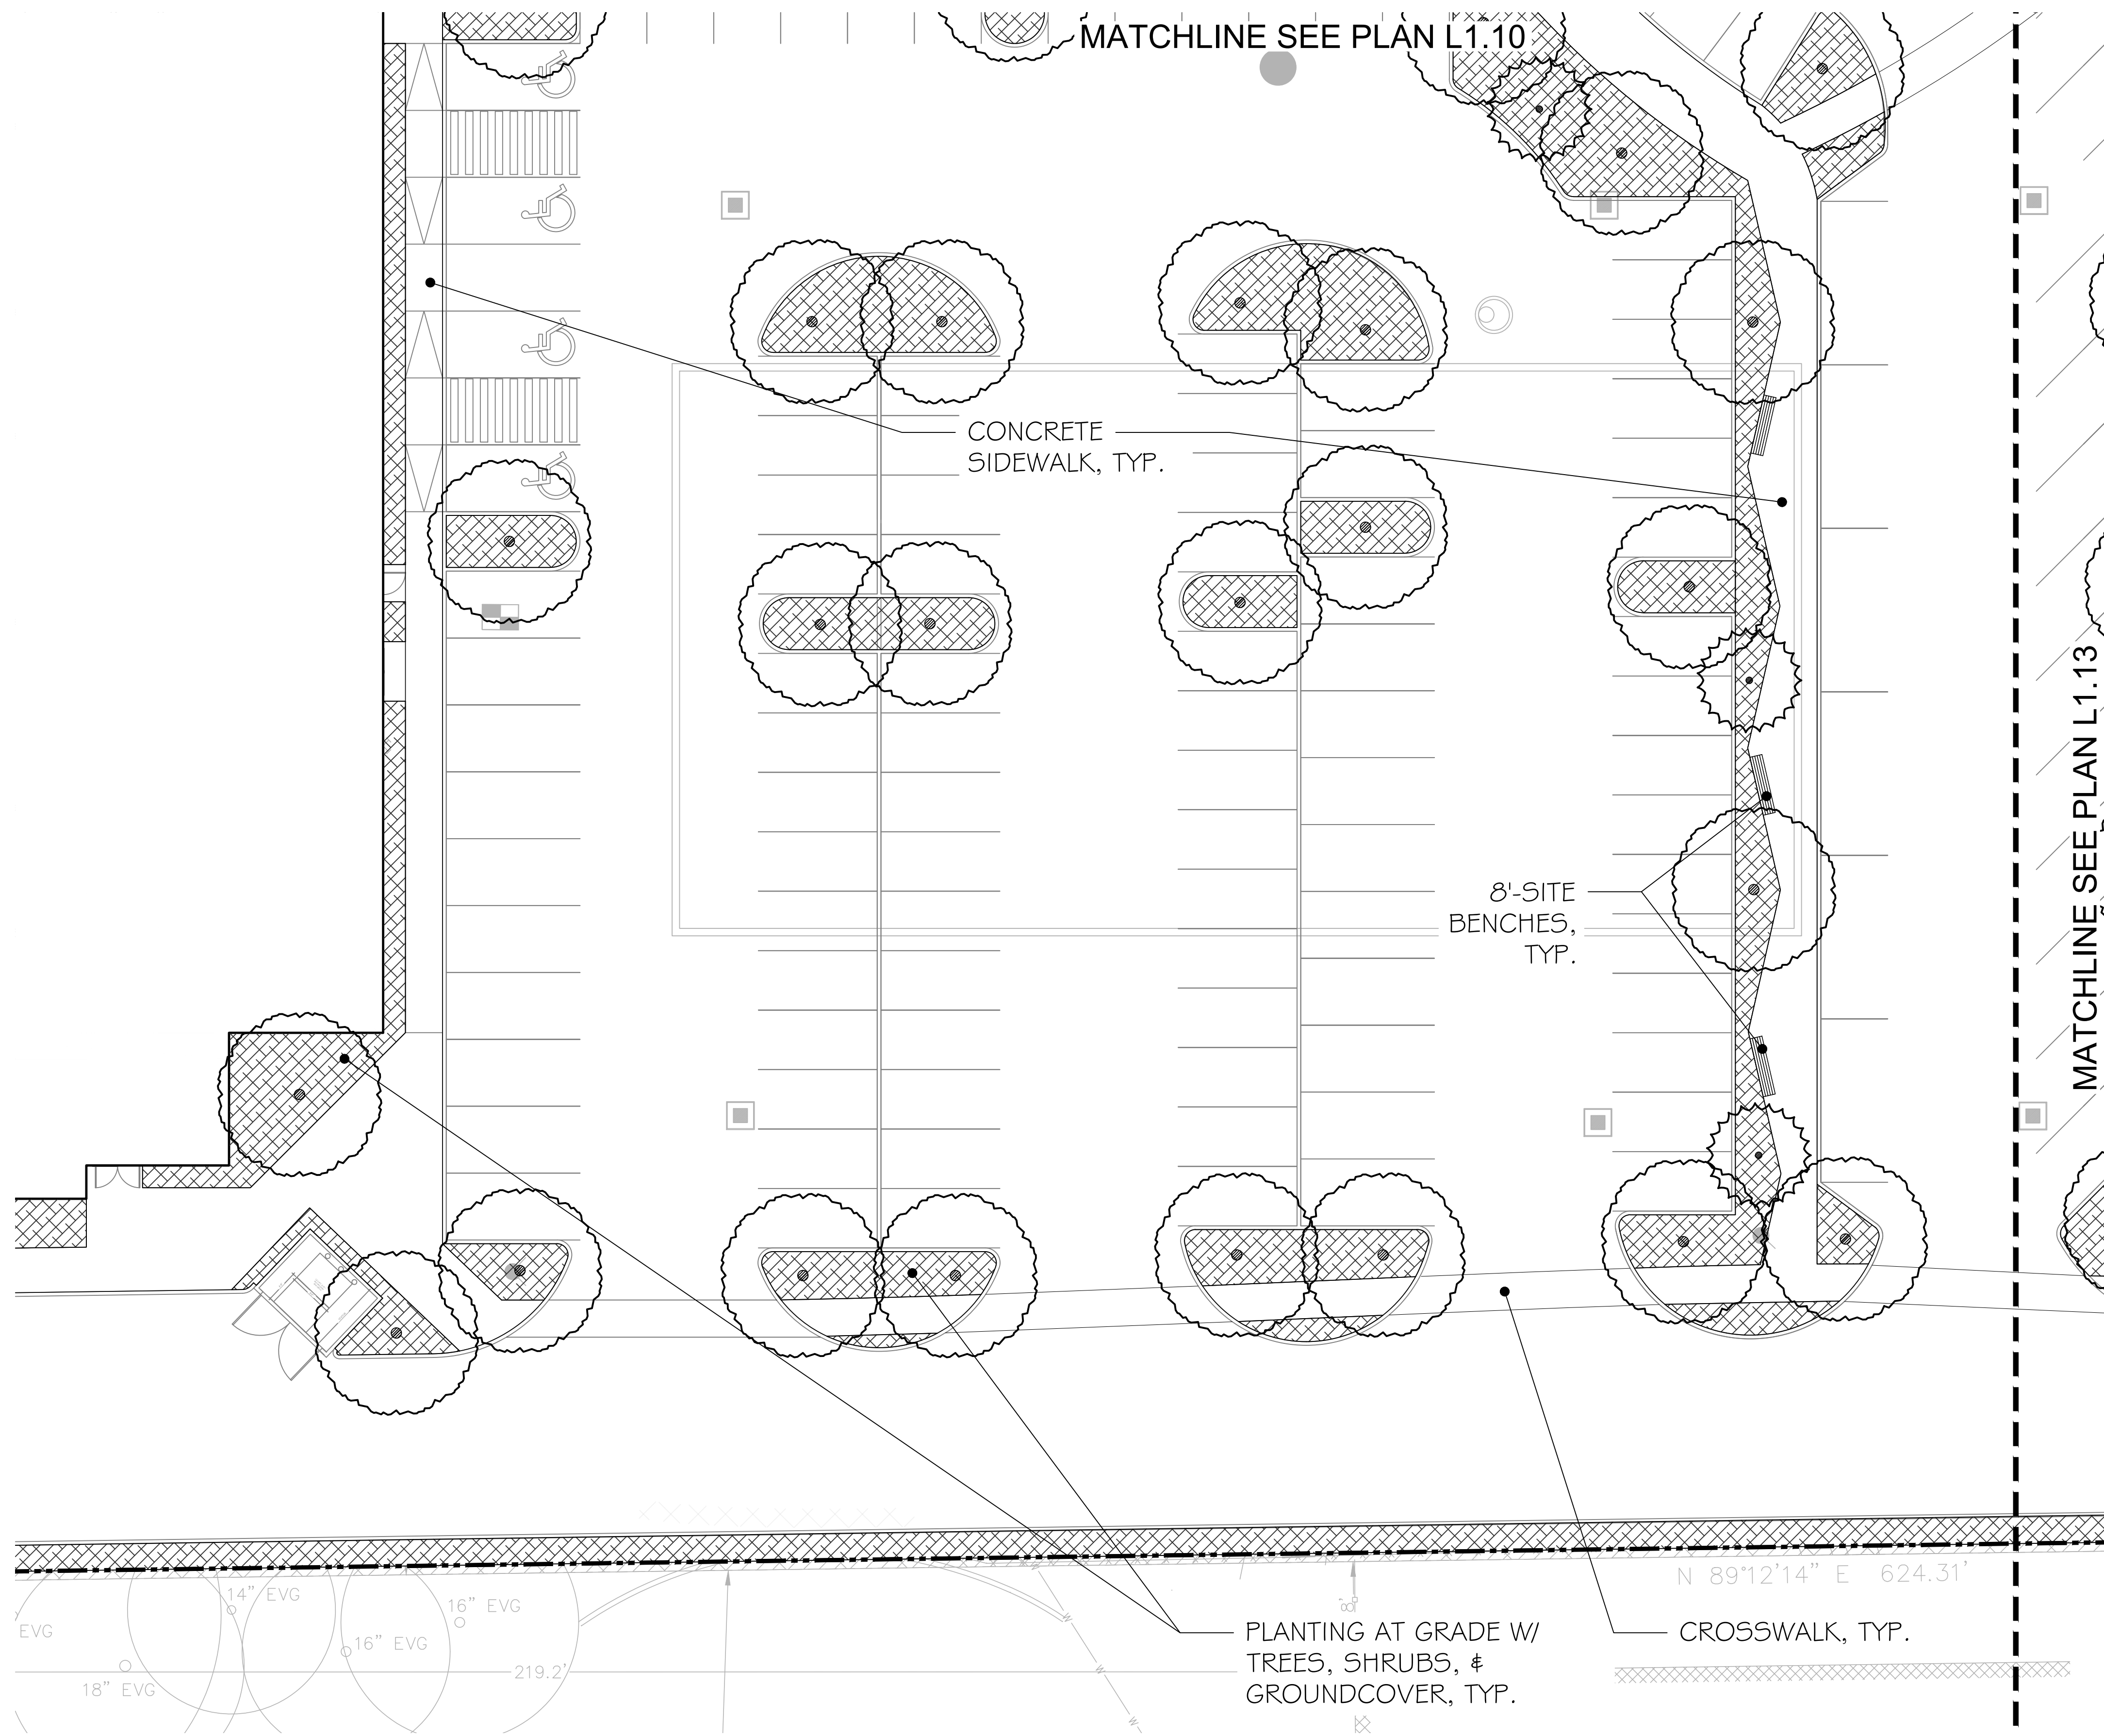 MATCHLINE SEE PLAN L1.10
CONCRETE
SIDEWALK, TYP.
8'-SITE
BENCHES,
TYP.
MATCHLINE SEE PLAN L1.13
N 89°12'14" E 624.31'
14" EVG
16" EVG
EVG
16" EVG
18" EVG
219.2'
8"
W
W
W
W
PLANTING AT GRADE W/
TREES, SHRUBS, &
GROUNDCOVER, TYP.
CROSSWALK, TYP.